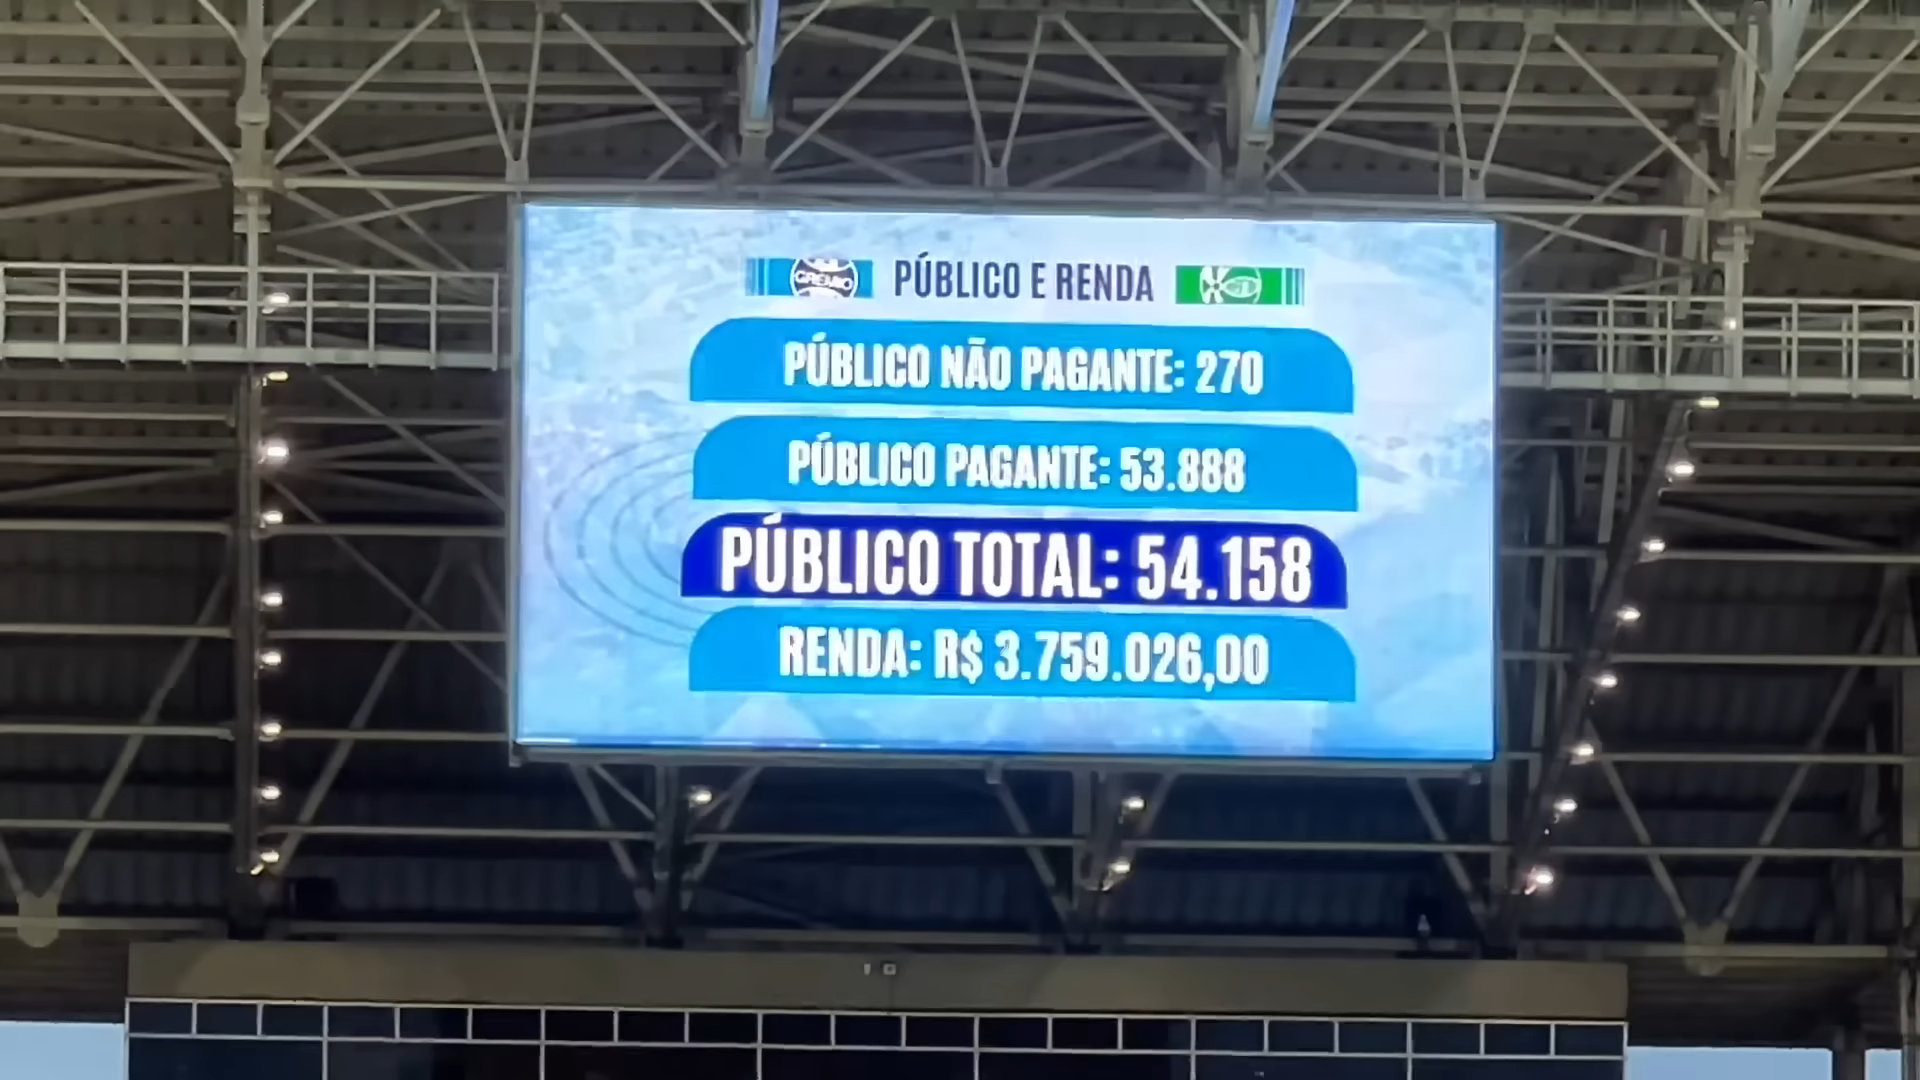 GRÊMIO PÚBLICO E RENDA
PÚBLICO NÃO PAGANTE: 270
PÚBLICO PAGANTE: 53.888
PÚBLICO TOTAL: 54.158
RENDA: R$ 3.759.026,00